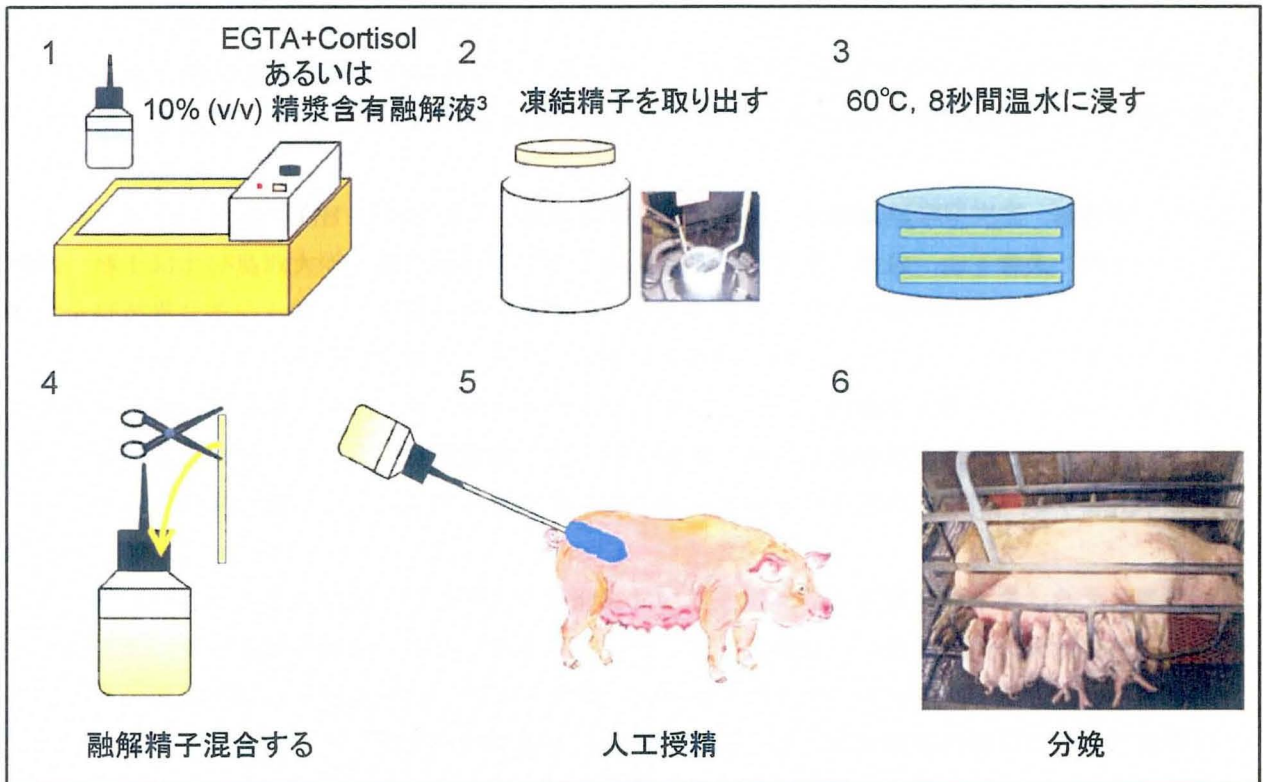 1
EGTA+Cortisol
あるいは
10% (v/v) 精漿含有融解液³
2
凍結精子を取り出す
3
60℃, 8秒間温水に浸す
4
融解精子混合する
5
人工授精
6
分娩